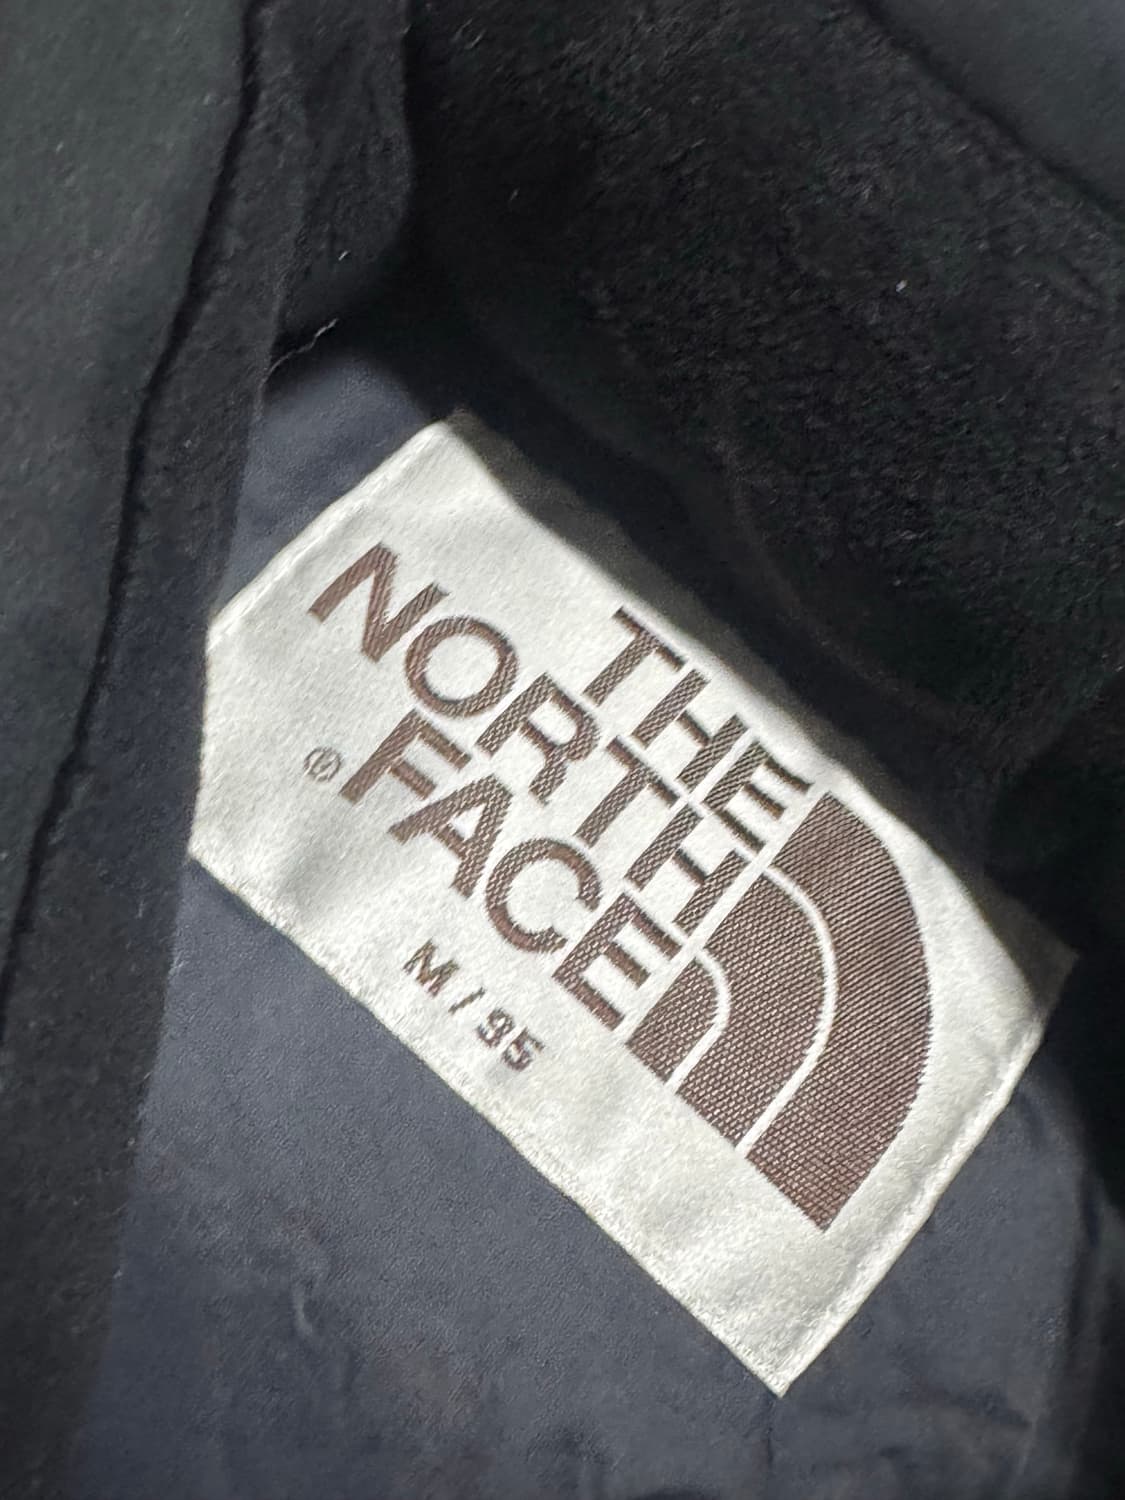 THE
NORTH
FACE
®
M / 95